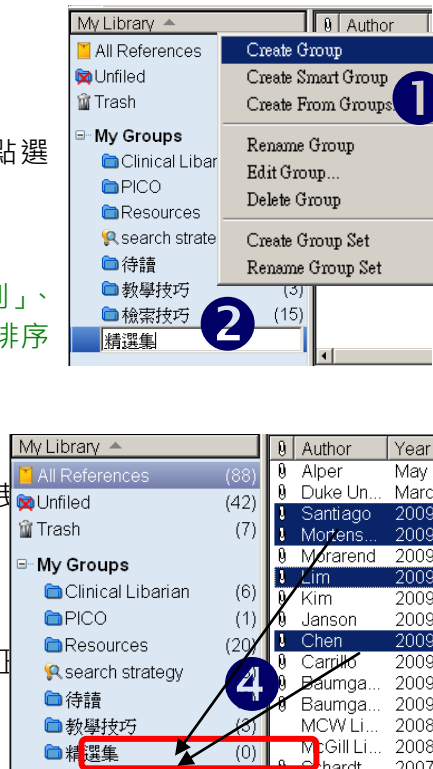 My Library
Author
All References
Unfiled
Trash
My Groups
Clinical Libar
PICO
Resources
search strate
待讀
教學技巧 (3)
檢索技巧 (15)
精選集
Create Group
Create Smart Group
Create From Groups
Rename Group
Edit Group...
Delete Group
Create Group Set
Rename Group Set
1
2
點選
」、
排序
My Library
All References (88)
Unfiled (42)
Trash (7)
My Groups
Clinical Libarian (6)
PICO (1)
Resources (20)
search strategy
待讀
教學技巧 (3)
精選集 (0)
4
Author Year
Alper May
Duke Un... Marc
Santiago 2009
Mortens... 2009
Morarend 2009
Lim 2009
Kim 2009
Janson 2009
Chen 2009
Carrillo 2009
Baumga... 2009
Baumga... 2009
MCW Li... 2008
McGill Li... 2008
2007